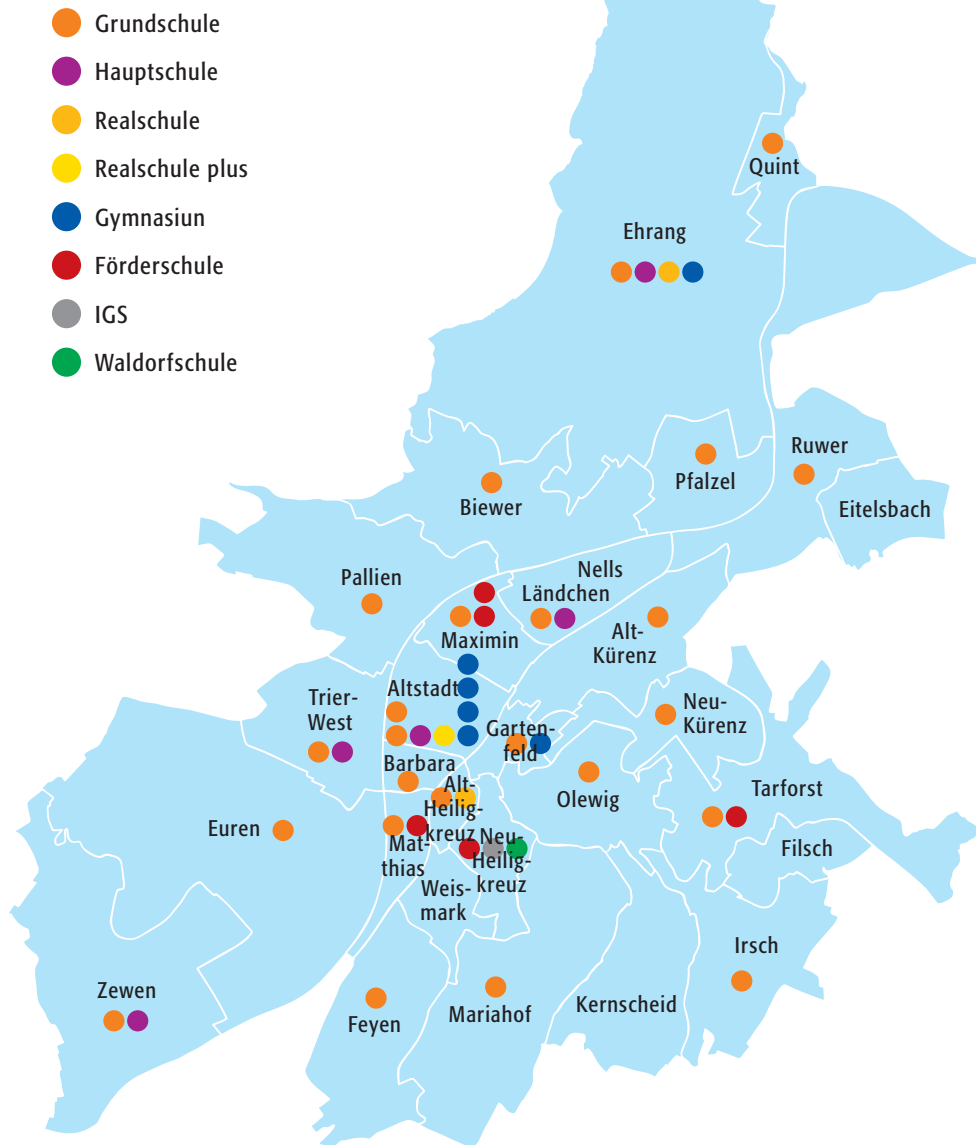 Grundschule
Hauptschule
Realschule
Realschule plus
Gymnasiun
Förderschule
IGS
Waldorfschule
Quint
Ehrang
Ruwer
Pfalzel
Biewer
Eitelsbach
Pallien
Nells
Ländchen
Maximin
Alt-
Kürenz
Trier-
West
Altstadt
Neu-
Kürenz
Garten-
feld
Barbara
Alt-
Heilig-
kreuz
Olewig
Tarforst
Euren
Mat-
thias
Neu-
Heilig-
kreuz
Filsch
Weis-
mark
Irsch
Zewen
Feyen
Mariahof
Kernscheid